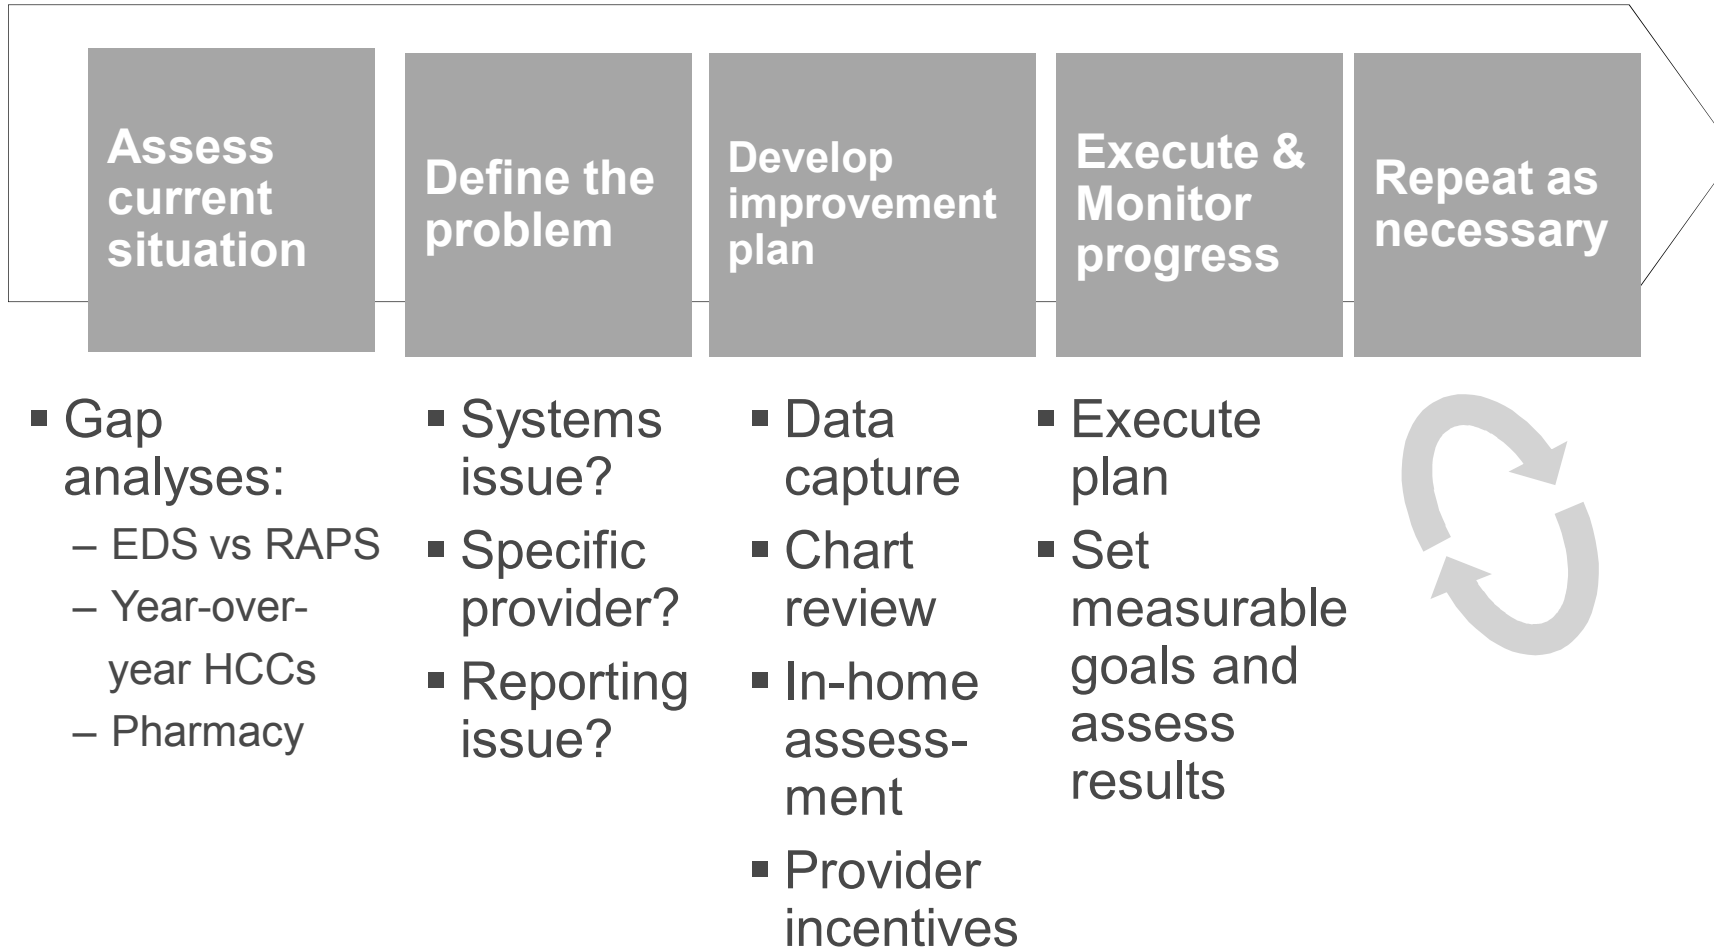 Assess
current
situation
Define the
problem
Develop
improvement
plan
Execute &
Monitor
progress
Repeat as
necessary
▪ Gap
analyses:
– EDS vs RAPS
– Year-over-
year HCCs
– Pharmacy
▪ Systems
issue?
▪ Specific
provider?
▪ Reporting
issue?
▪ Data
capture
▪ Chart
review
▪ In-home
assess-
ment
▪ Provider
incentives
▪ Execute
plan
▪ Set
measurable
goals and
assess
results